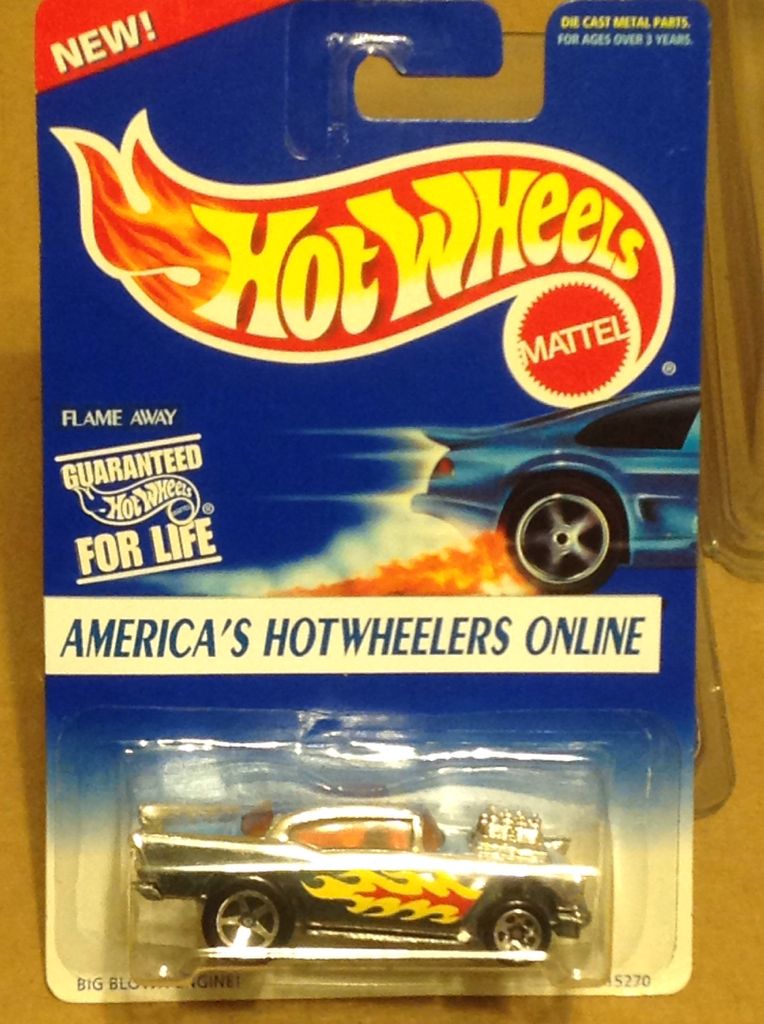 NEW!
DIE CAST METAL PARTS.
FOR AGES OVER 3 YEARS.
HOT WHEELS
MATTEL
®
FLAME AWAY
GUARANTEED
HOT WHEELS ®
FOR LIFE
AMERICA'S HOTWHEELERS ONLINE
BIG BLOWN ENGINE!
15270